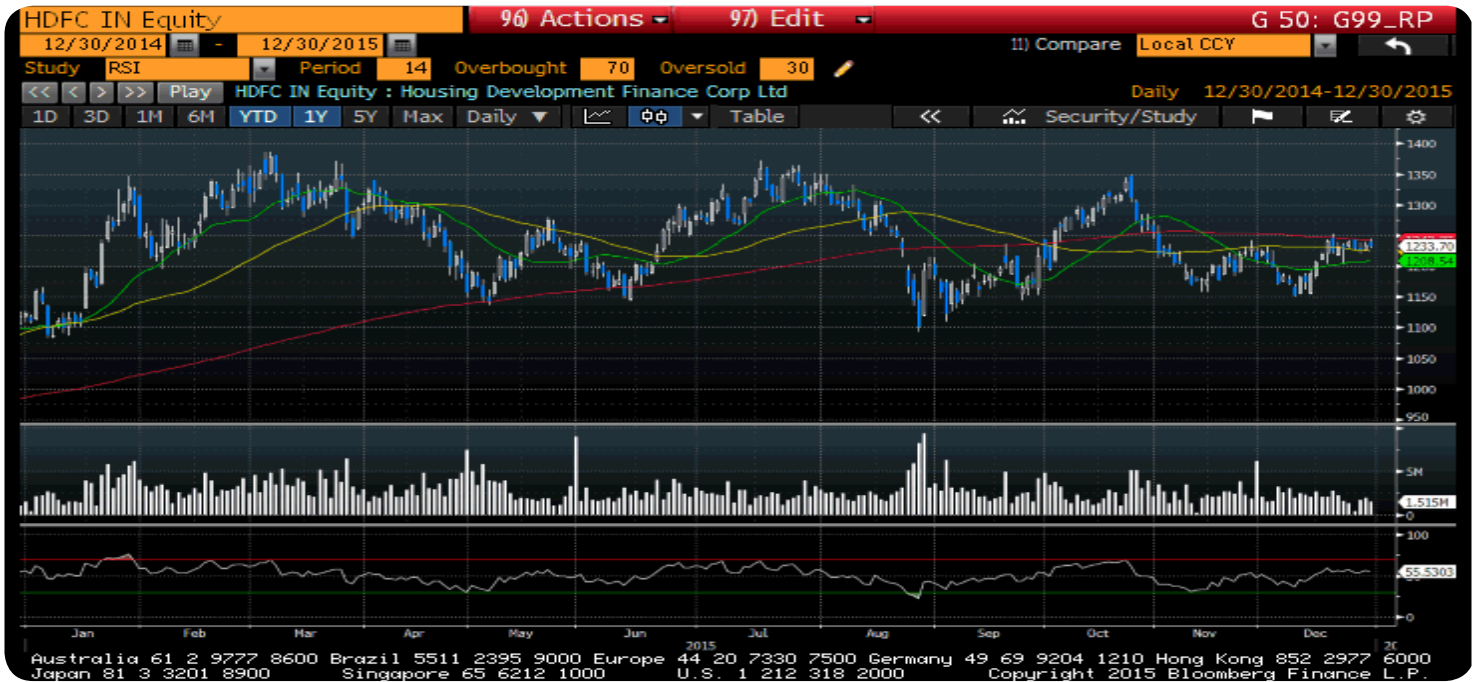 HDFC IN Equity 96) Actions 97) Edit G 50: G99_RP
12/30/2014 - 12/30/2015 11) Compare Local CCY
Study RSI Period 14 Overbought 70 Oversold 30
<< < > >> Play HDFC IN Equity : Housing Development Finance Corp Ltd Daily 12/30/2014-12/30/2015
1D 3D 1M 6M YTD 1Y 5Y Max Daily ▼ Table << Security/Study
1400
1350
1300
1233.70
1208.54
1150
1100
1050
1000
950
5M
1.515M
0
100
55.5303
0
Jan Feb Mar Apr May Jun Jul Aug Sep Oct Nov Dec
2015
Australia 61 2 9777 8600 Brazil 5511 2395 9000 Europe 44 20 7330 7500 Germany 49 69 9204 1210 Hong Kong 852 2977 6000
Japan 81 3 3201 8900 Singapore 65 6212 1000 U.S. 1 212 318 2000 Copyright 2015 Bloomberg Finance L.P.